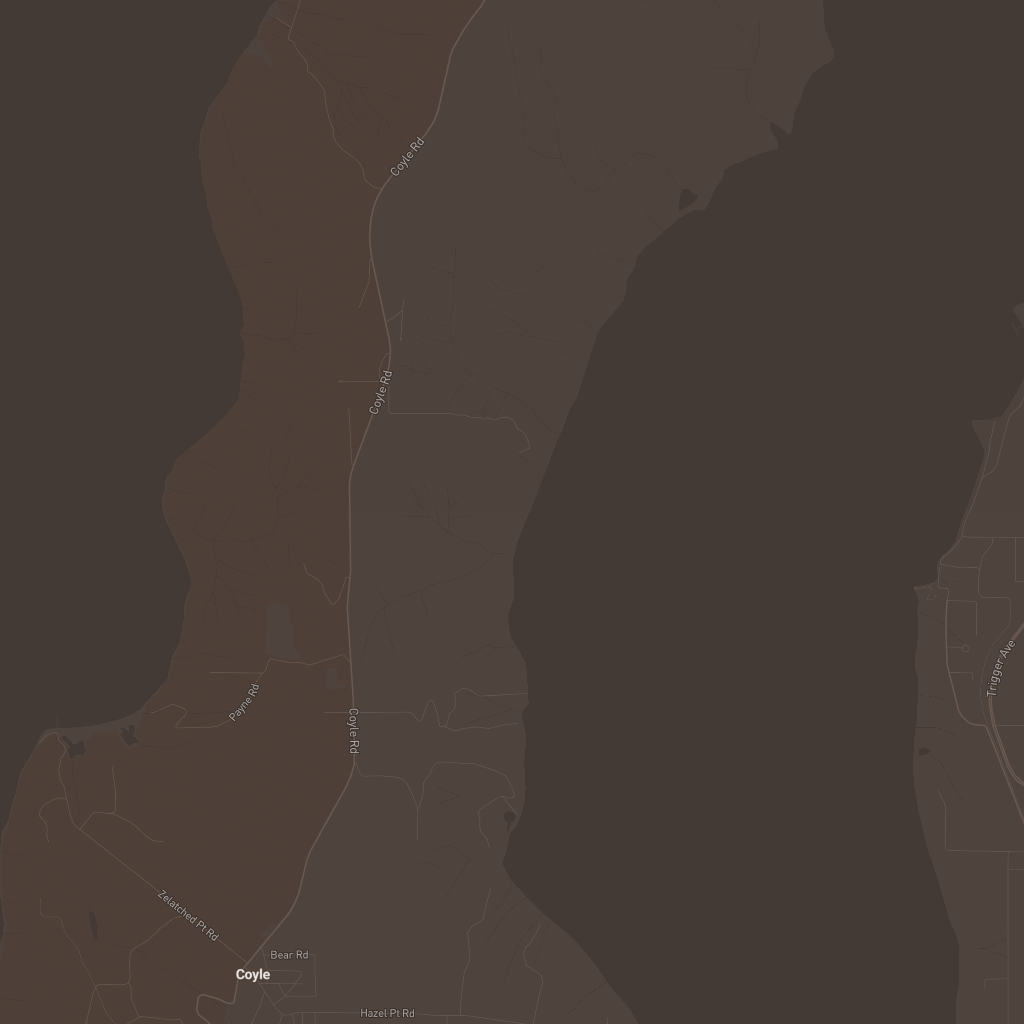 Coyle Rd
Coyle Rd
Trigger Ave
Payne Rd
Coyle Rd
Zelatched Pt Rd
Bear Rd
Coyle
Hazel Pt Rd